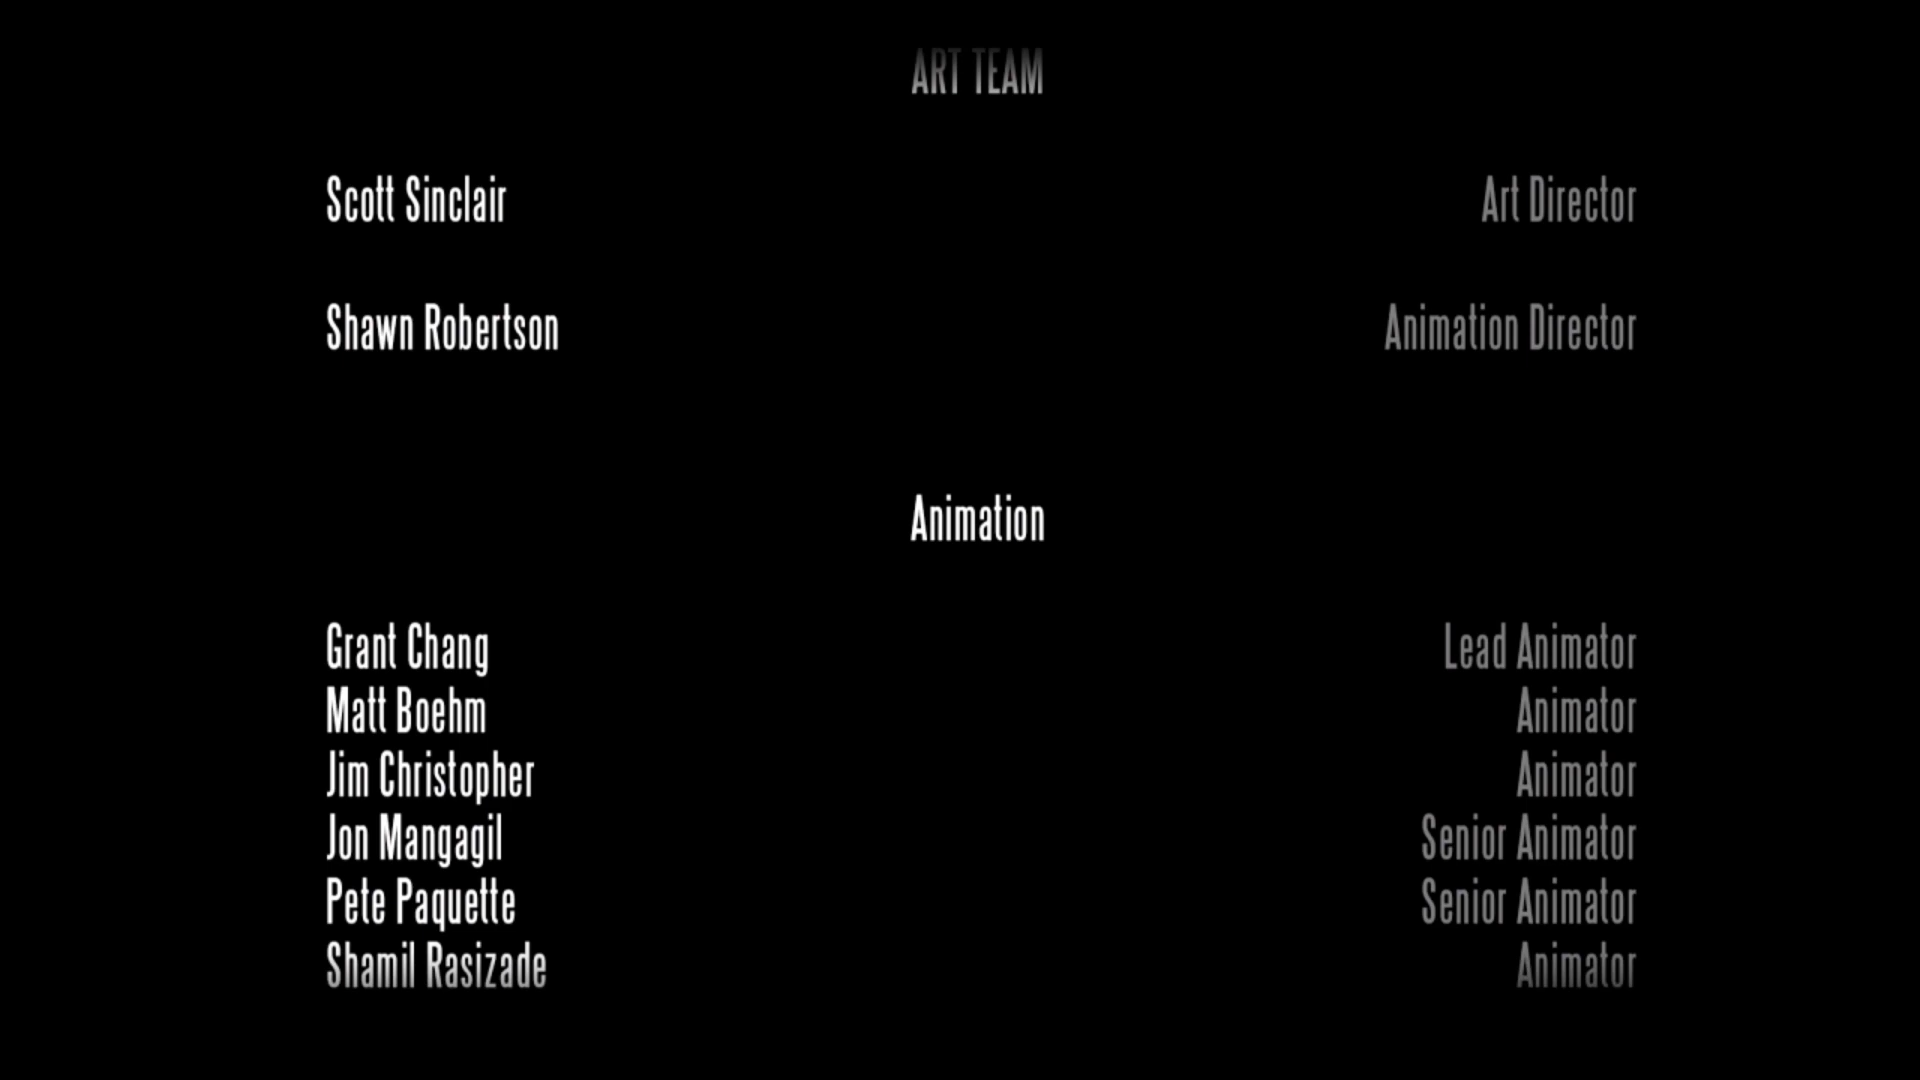 ART TEAM
Scott Sinclair Art Director
Shawn Robertson Animation Director
Animation
Grant Chang Lead Animator
Matt Boehm Animator
Jim Christopher Animator
Jon Mangagil Senior Animator
Pete Paquette Senior Animator
Shamil Rasizade Animator